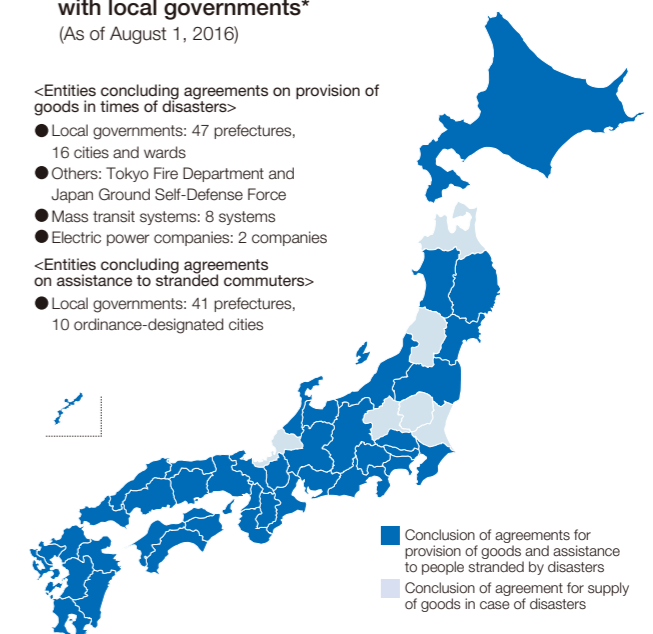 with local governments*
(As of August 1, 2016)
<Entities concluding agreements on provision of
goods in times of disasters>
● Local governments: 47 prefectures,
16 cities and wards
● Others: Tokyo Fire Department and
Japan Ground Self-Defense Force
● Mass transit systems: 8 systems
● Electric power companies: 2 companies
<Entities concluding agreements
on assistance to stranded commuters>
● Local governments: 41 prefectures,
10 ordinance-designated cities
Conclusion of agreements for
provision of goods and assistance
to people stranded by disasters
Conclusion of agreement for supply
of goods in case of disasters